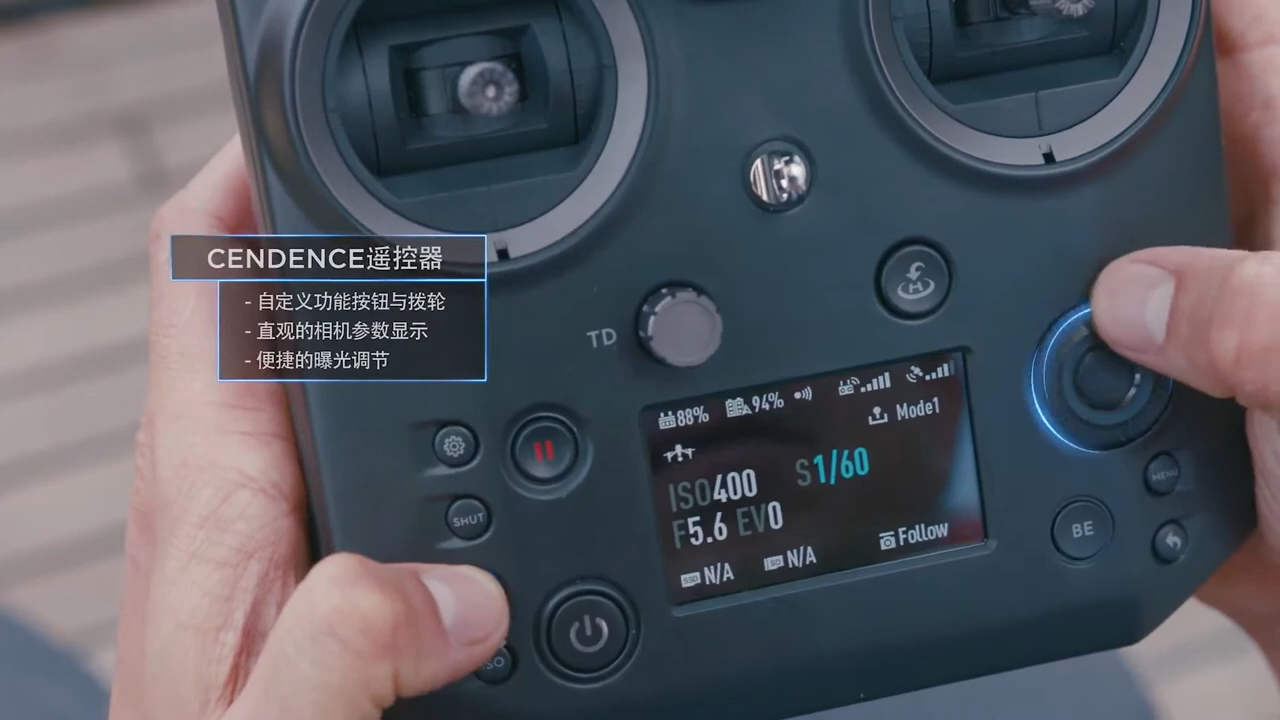 CENDENCE遥控器
- 自定义功能按钮与拨轮
- 直观的相机参数显示
- 便捷的曝光调节
TD
H
88% 94%
Mode1
ISO400 S1/60
F5.6 EV0
Follow
SSD N/A SD N/A
SHUT
MENU
BE